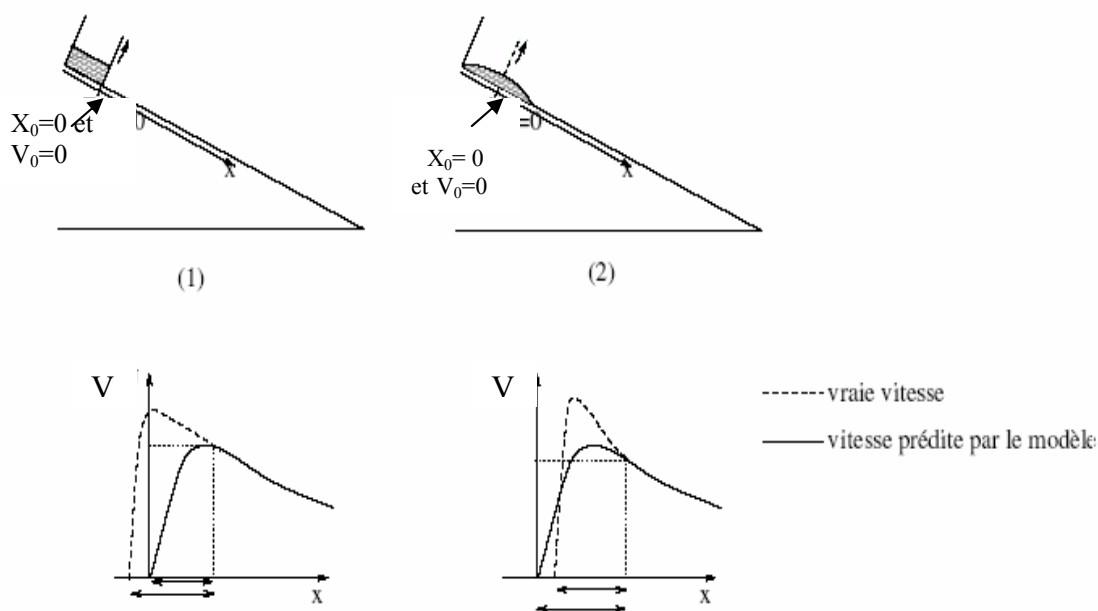 X₀=0 et
V₀=0
0
x
(1)
=0
X₀= 0
et V₀=0
x
(2)
V
x
V
x
vraie vitesse
vitesse prédite par le modèle